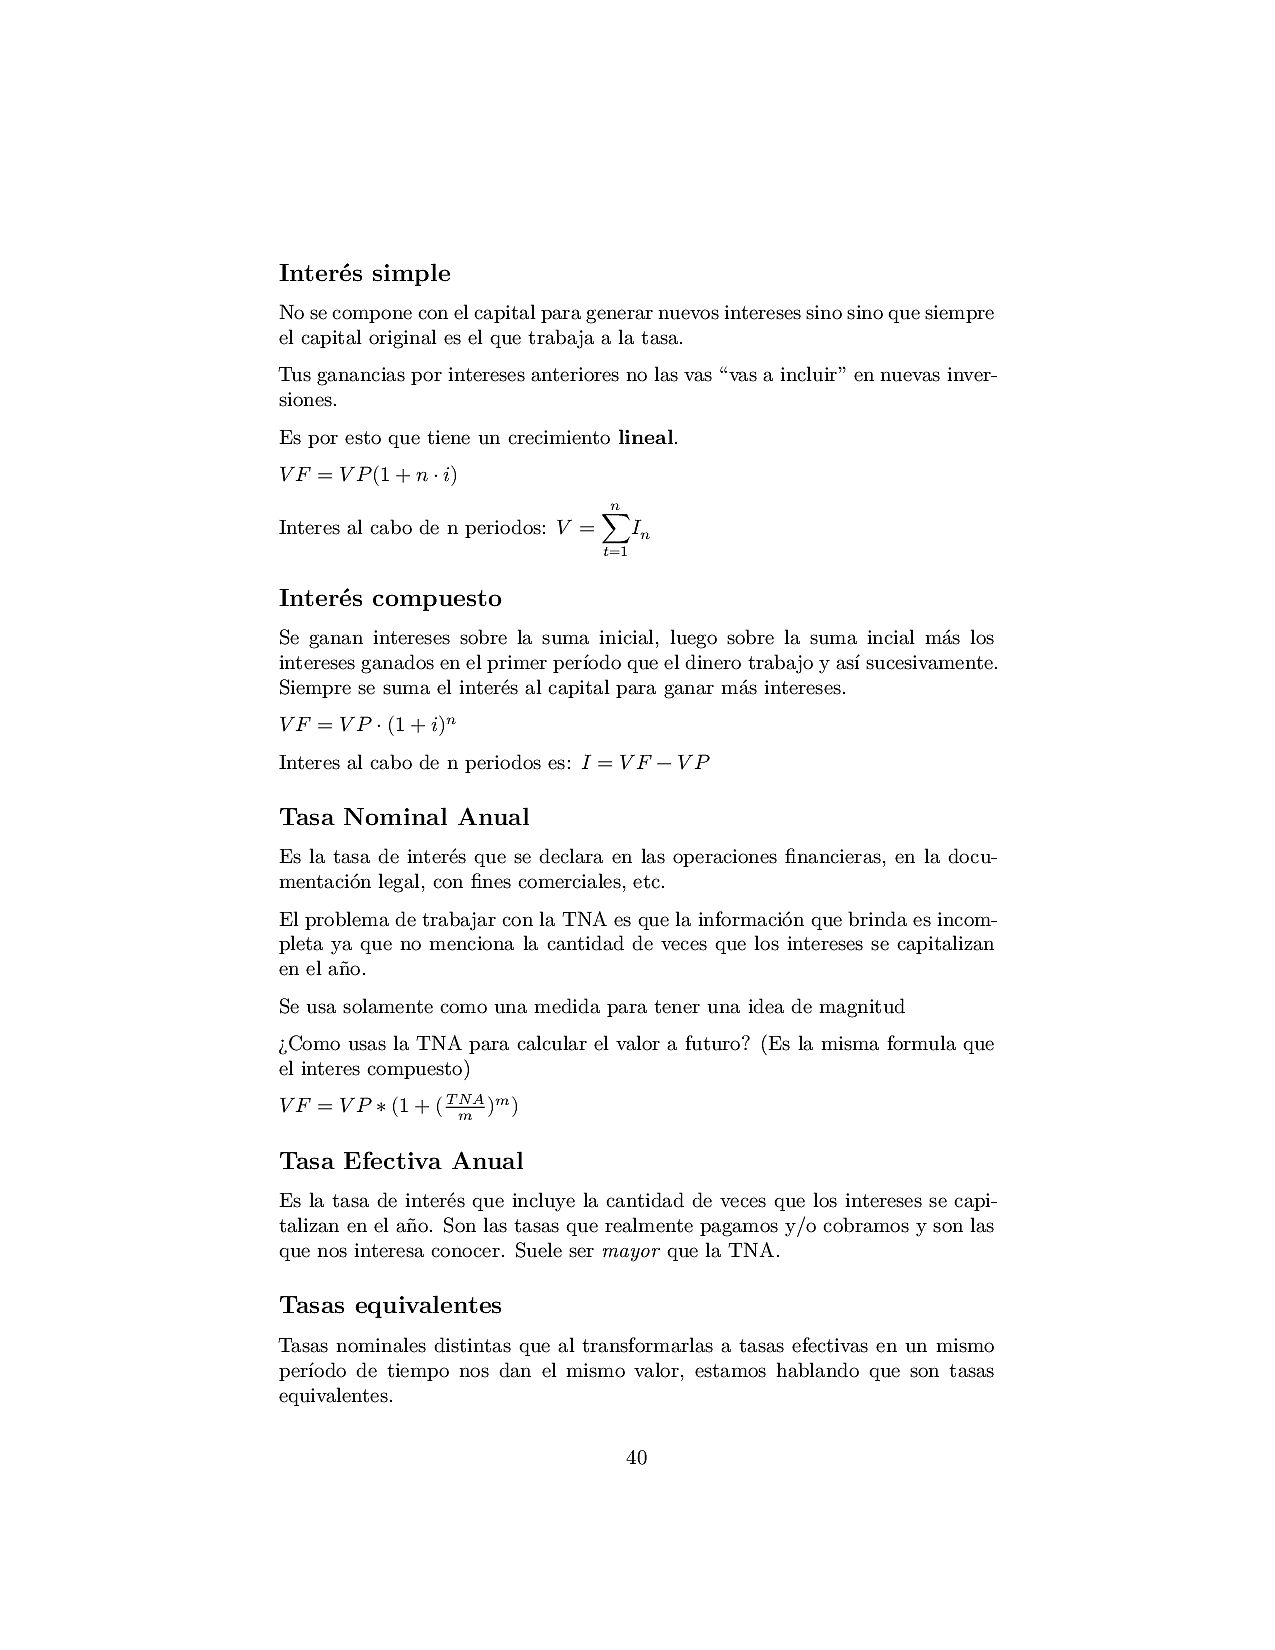 Interés simple
No se compone con el capital para generar nuevos intereses sino sino que siempre
el capital original es el que trabaja a la tasa.
Tus ganancias por intereses anteriores no las vas “vas a incluir” en nuevas inver-
siones.
Es por esto que tiene un crecimiento lineal.
VF = VP(1 + n · i)
Interes al cabo de n periodos: V = \sum_{t=1}^{n} I_n
Interés compuesto
Se ganan intereses sobre la suma inicial, luego sobre la suma incial más los
intereses ganados en el primer período que el dinero trabajo y así sucesivamente.
Siempre se suma el interés al capital para ganar más intereses.
VF = VP · (1 + i)^n
Interes al cabo de n periodos es: I = VF − VP
Tasa Nominal Anual
Es la tasa de interés que se declara en las operaciones financieras, en la docu-
mentación legal, con fines comerciales, etc.
El problema de trabajar con la TNA es que la información que brinda es incom-
pleta ya que no menciona la cantidad de veces que los intereses se capitalizan
en el año.
Se usa solamente como una medida para tener una idea de magnitud
¿Como usas la TNA para calcular el valor a futuro? (Es la misma formula que
el interes compuesto)
VF = VP ∗ (1 + (\frac{TNA}{m})^m)
Tasa Efectiva Anual
Es la tasa de interés que incluye la cantidad de veces que los intereses se capi-
talizan en el año. Son las tasas que realmente pagamos y/o cobramos y son las
que nos interesa conocer. Suele ser mayor que la TNA.
Tasas equivalentes
Tasas nominales distintas que al transformarlas a tasas efectivas en un mismo
período de tiempo nos dan el mismo valor, estamos hablando que son tasas
equivalentes.
40